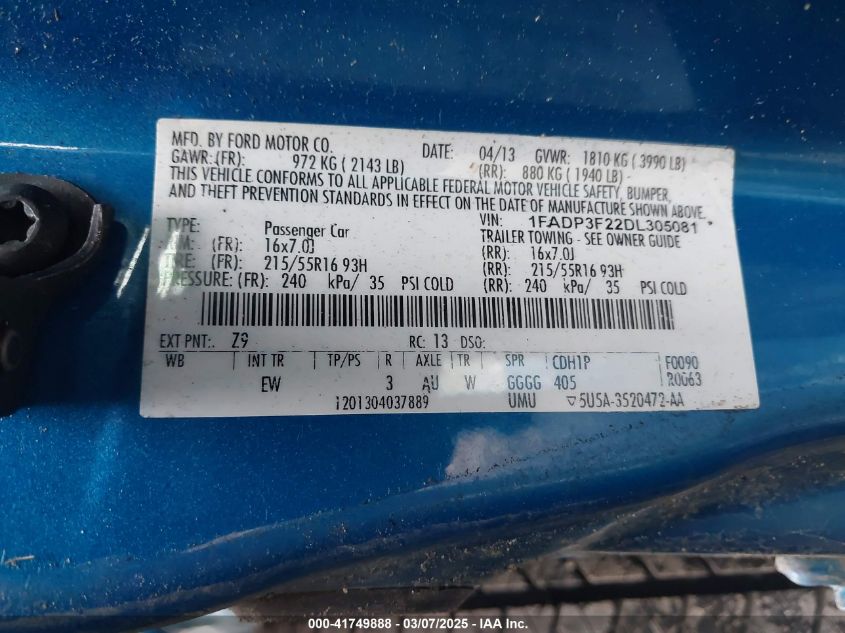 MFD. BY FORD MOTOR CO. DATE: 04/13 GVWR: 1810 KG ( 3990 LB)
GAWR:(FR): 972 KG ( 2143 LB) (RR): 880 KG ( 1940 LB)
THIS VEHICLE CONFORMS TO ALL APPLICABLE FEDERAL MOTOR VEHICLE SAFETY, BUMPER,
AND THEFT PREVENTION STANDARDS IN EFFECT ON THE DATE OF MANUFACTURE SHOWN ABOVE.
VIN: 1FADP3F22DL305081 *
TYPE: Passenger Car TRAILER TOWING - SEE OWNER GUIDE
(FR): 16x7.0J (RR): 16x7.0J
(FR): 215/55R16 93H (RR): 215/55R16 93H
PRESSURE: (FR): 240 kPa/ 35 PSI COLD (RR): 240 kPa/ 35 PSI COLD
EXT PNT: Z9 RC: 13 DSO:
WB INT TR TP/PS R AXLE TR SPR CDH1P F0090
EW 3 AU W GGGG 405 R0063
i201304037889 UMU ▽5U5A-3520472-AA
000-41749888 - 03/07/2025 - IAA Inc.